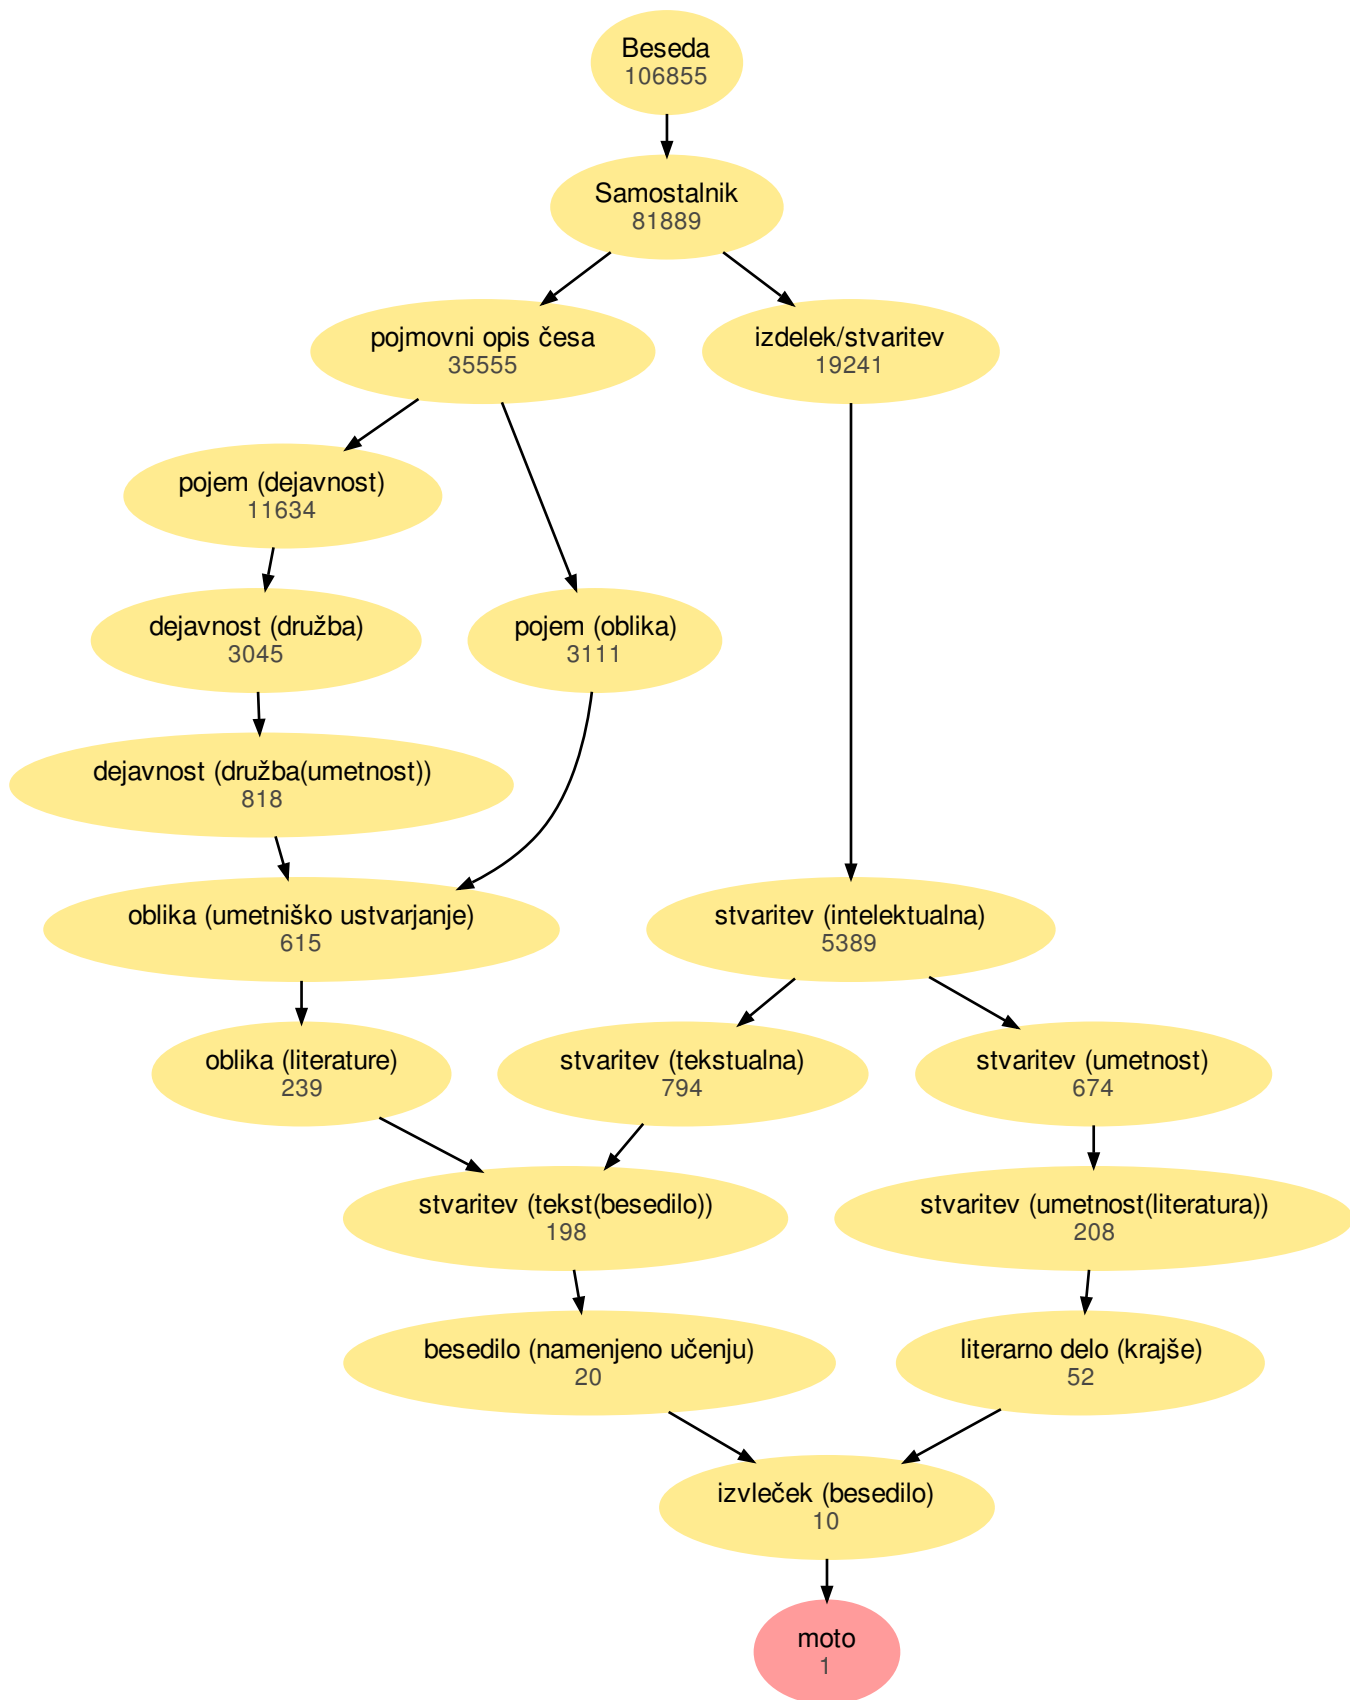 Beseda
106855
Samostalnik
81889
pojmovni opis česa
35555
izdelek/stvaritev
19241
pojem (dejavnost)
11634
dejavnost (družba)
3045
pojem (oblika)
3111
dejavnost (družba(umetnost))
818
oblika (umetniško ustvarjanje)
615
stvaritev (intelektualna)
5389
oblika (literature)
239
stvaritev (tekstualna)
794
stvaritev (umetnost)
674
stvaritev (tekst(besedilo))
198
stvaritev (umetnost(literatura))
208
besedilo (namenjeno učenju)
20
literarno delo (krajše)
52
izvleček (besedilo)
10
moto
1